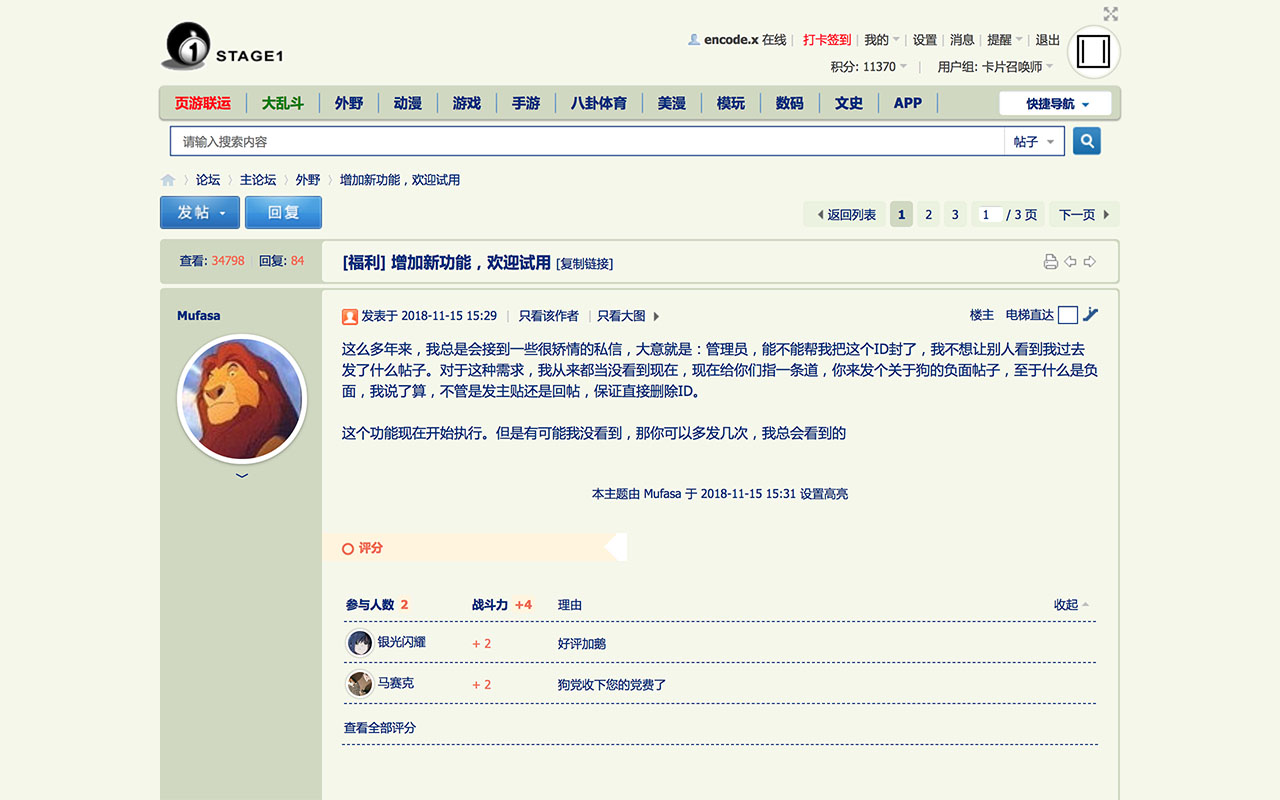 1 STAGE1
encode.x 在线 打卡签到 我的 设置 消息 提醒 退出
积分: 11370 用户组: 卡片召唤师
页游联运 大乱斗 外野 动漫 游戏 手游 八卦体育 美漫 模玩 数码 文史 APP 快捷导航
请输入搜索内容 帖子
论坛 主论坛 外野 增加新功能，欢迎试用
发帖 回复 返回列表 1 2 3 1 / 3 页 下一页
查看: 34798 回复: 84 [福利] 增加新功能，欢迎试用 [复制链接]
Mufasa 发表于 2018-11-15 15:29 只看该作者 只看大图 楼主 电梯直达
这么多年来，我总是会接到一些很矫情的私信，大意就是：管理员，能不能帮我把这个ID封了，我不想让别人看到我过去
发了什么帖子。对于这种需求，我从来都当没看到现在，现在给你们指一条道，你来发个关于狗的负面帖子，至于什么是负
面，我说了算，不管是发主贴还是回帖，保证直接删除ID。
这个功能现在开始执行。但是有可能我没看到，那你可以多发几次，我总会看到的
本主题由 Mufasa 于 2018-11-15 15:31 设置高亮
评分
参与人数 2 战斗力 +4 理由 收起
银光闪耀 + 2 好评加鹅
马赛克 + 2 狗党收下您的党费了
查看全部评分